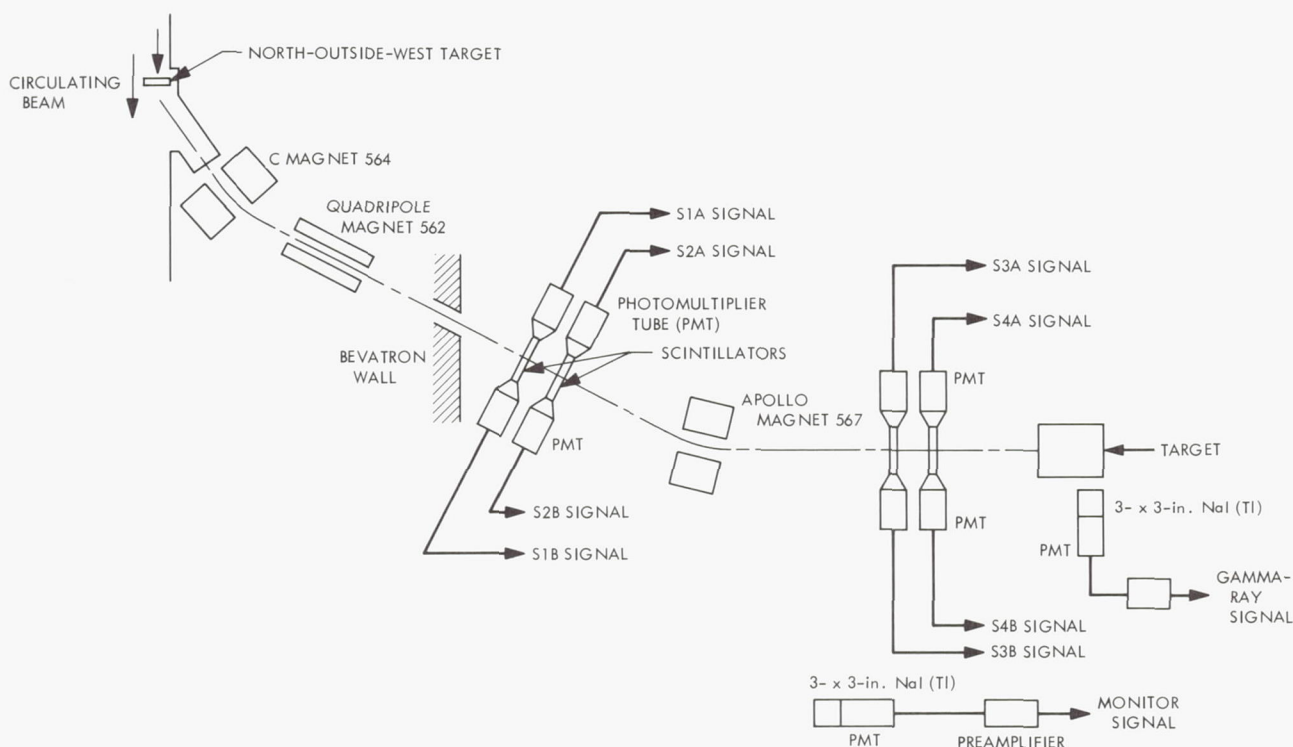 NORTH-OUTSIDE-WEST TARGET
CIRCULATING
BEAM
C MAGNET 564
QUADRIPOLE
MAGNET 562
S1A SIGNAL
S2A SIGNAL
S3A SIGNAL
S4A SIGNAL
PHOTOMULTIPLIER
TUBE (PMT)
SCINTILLATORS
BEVATRON
WALL
PMT
APOLLO
MAGNET 567
PMT
TARGET
3- x 3-in. NaI (Tl)
PMT
PMT
S2B SIGNAL
S1B SIGNAL
GAMMA-
RAY
SIGNAL
S4B SIGNAL
S3B SIGNAL
3- x 3-in. NaI (Tl)
MONITOR
SIGNAL
PMT
PREAMPLIFIER